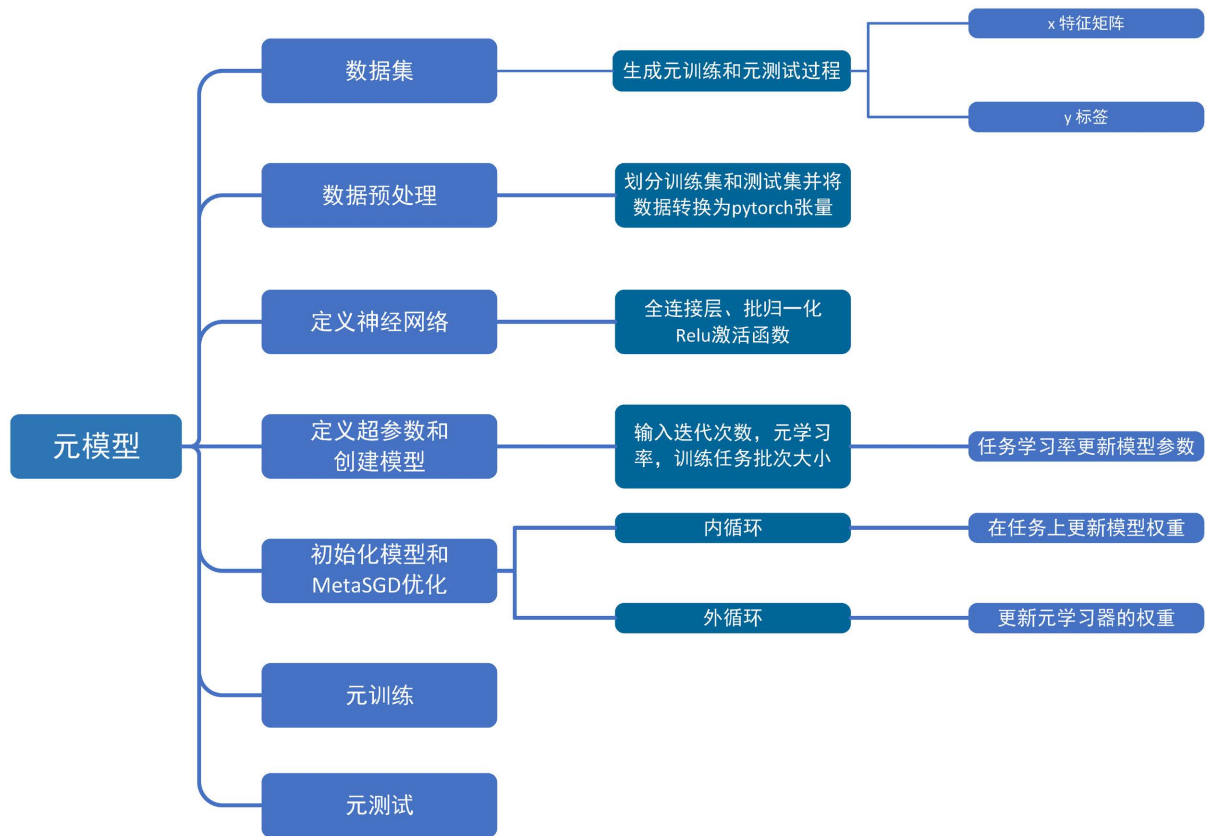 元模型
数据集
生成元训练和元测试过程
x 特征矩阵
y 标签
数据预处理
划分训练集和测试集并将
数据转换为pytorch张量
定义神经网络
全连接层、批归一化
Relu激活函数
定义超参数和
创建模型
输入迭代次数，元学习
率，训练任务批次大小
任务学习率更新模型参数
初始化模型和
MetaSGD优化
内循环
在任务上更新模型权重
外循环
更新元学习器的权重
元训练
元测试